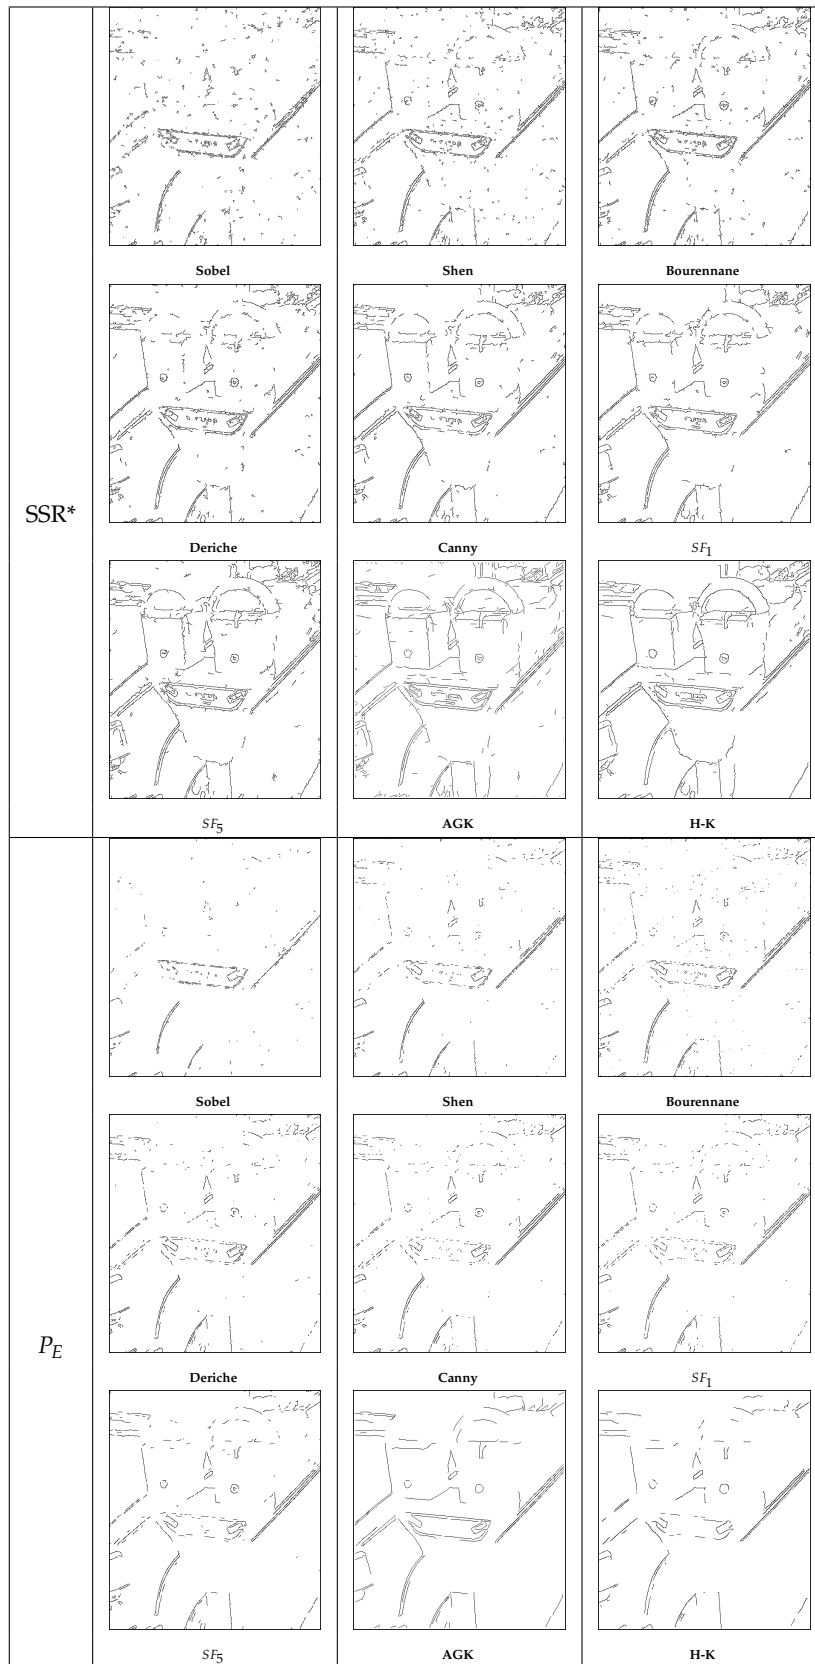 Sobel Shen Bourennane
SSR*
Deriche Canny SF1
SF5 AGK H-K
Sobel Shen Bourennane
PE
Deriche Canny SF1
SF5 AGK H-K